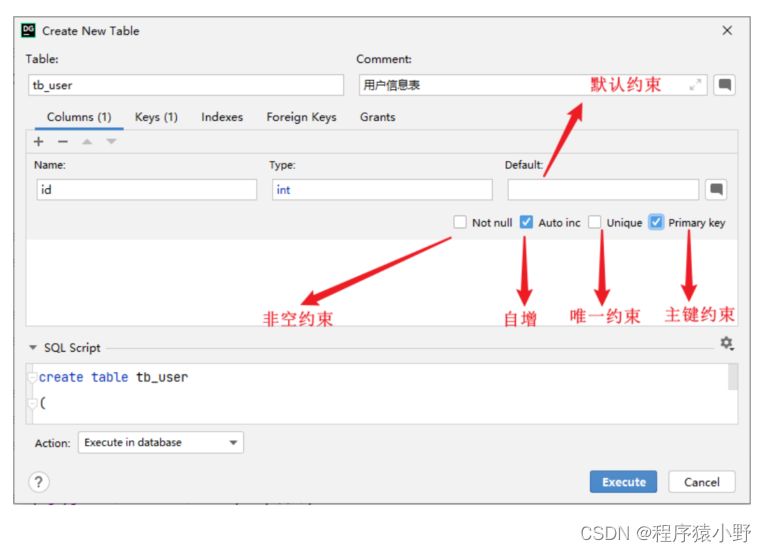 DG Create New Table
Table: Comment:
tb_user 用户信息表 默认约束
Columns (1) Keys (1) Indexes Foreign Keys Grants
Name: Type: Default:
id int
Not null Auto inc Unique Primary key
非空约束 自增 唯一约束 主键约束
SQL Script
create table tb_user
(
Action: Execute in database
? Execute Cancel
CSDN @程序猿小野